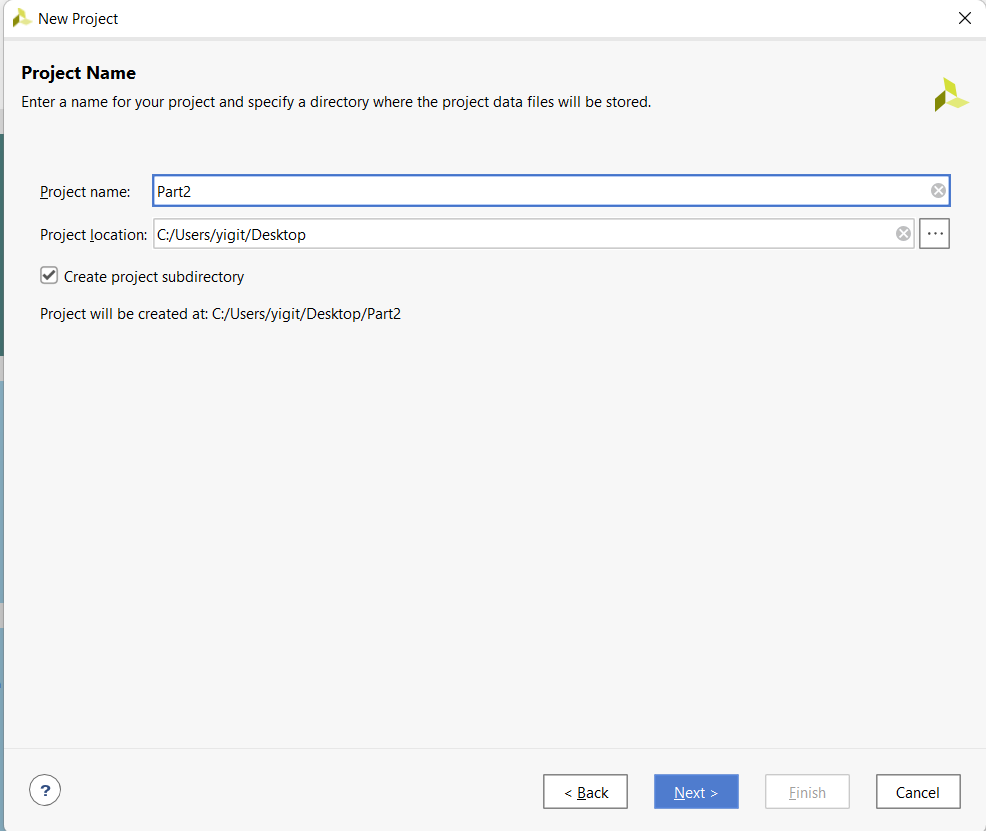 New Project
Project Name
Enter a name for your project and specify a directory where the project data files will be stored.
Project name: Part2
Project location: C:/Users/yigit/Desktop ...
Create project subdirectory
Project will be created at: C:/Users/yigit/Desktop/Part2
? < Back Next > Finish Cancel